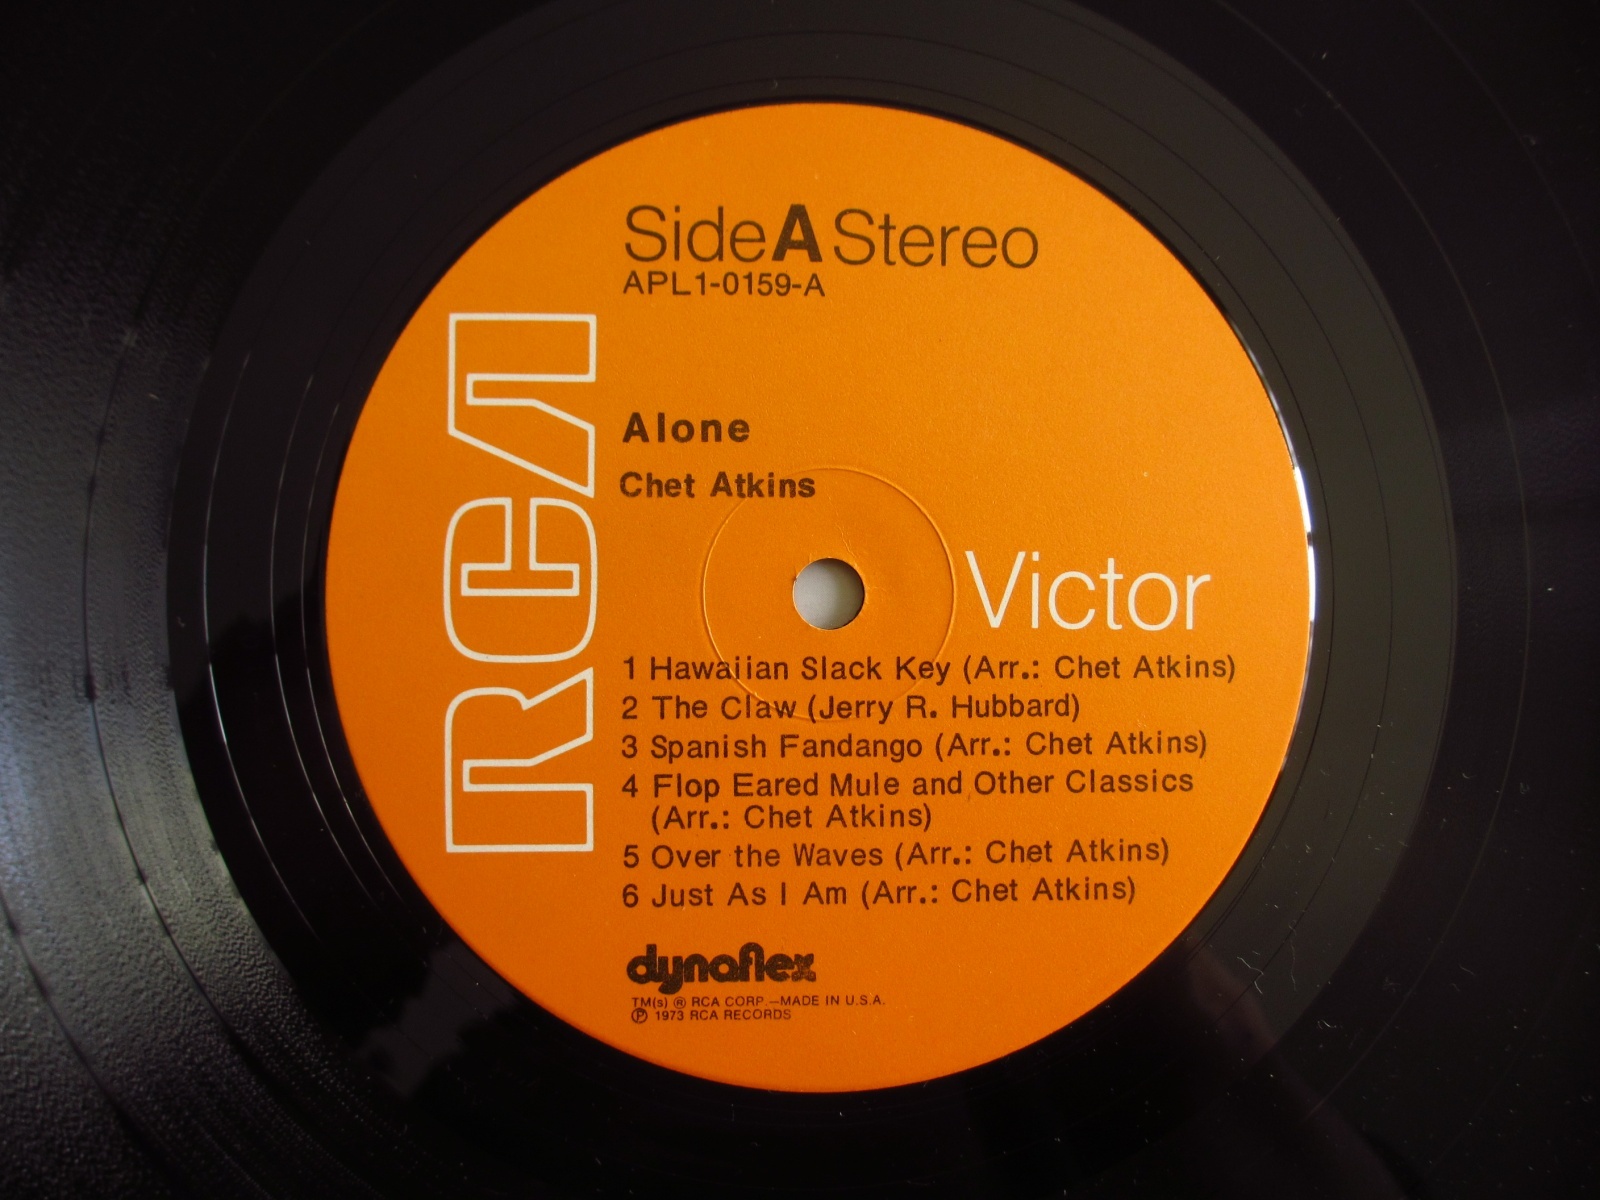 Side A Stereo
APL1-0159-A
RCA
Alone
Chet Atkins
Victor
1 Hawaiian Slack Key (Arr.: Chet Atkins)
2 The Claw (Jerry R. Hubbard)
3 Spanish Fandango (Arr.: Chet Atkins)
4 Flop Eared Mule and Other Classics
(Arr.: Chet Atkins)
5 Over the Waves (Arr.: Chet Atkins)
6 Just As I Am (Arr.: Chet Atkins)
dynaflex
TM(s) ® RCA CORP.—MADE IN U.S.A.
℗ 1973 RCA RECORDS